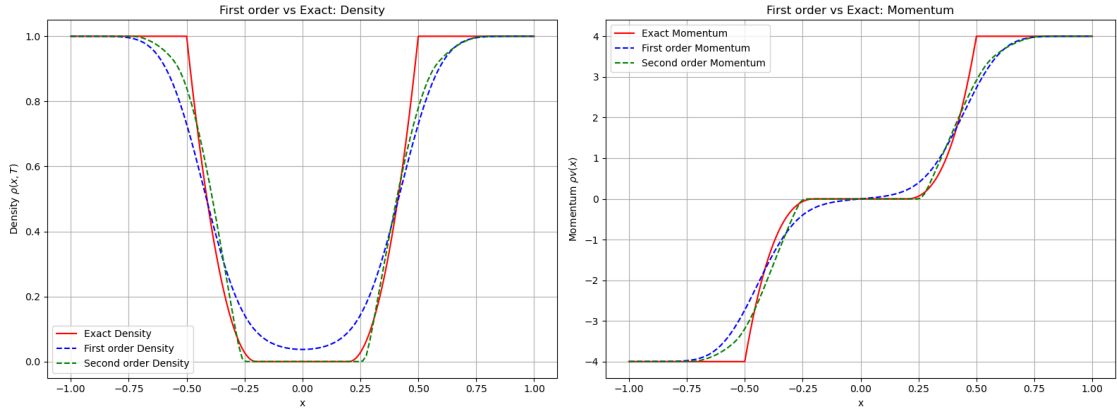 First order vs Exact: Density
1.0
0.8
0.6
0.4
0.2
0.0
Density ρ(x, T)
Exact Density
First order Density
Second order Density
−1.00 −0.75 −0.50 −0.25 0.00 0.25 0.50 0.75 1.00
x
First order vs Exact: Momentum
Exact Momentum
First order Momentum
Second order Momentum
4
3
2
1
0
−1
−2
−3
−4
Momentum ρv(x)
−1.00 −0.75 −0.50 −0.25 0.00 0.25 0.50 0.75 1.00
x